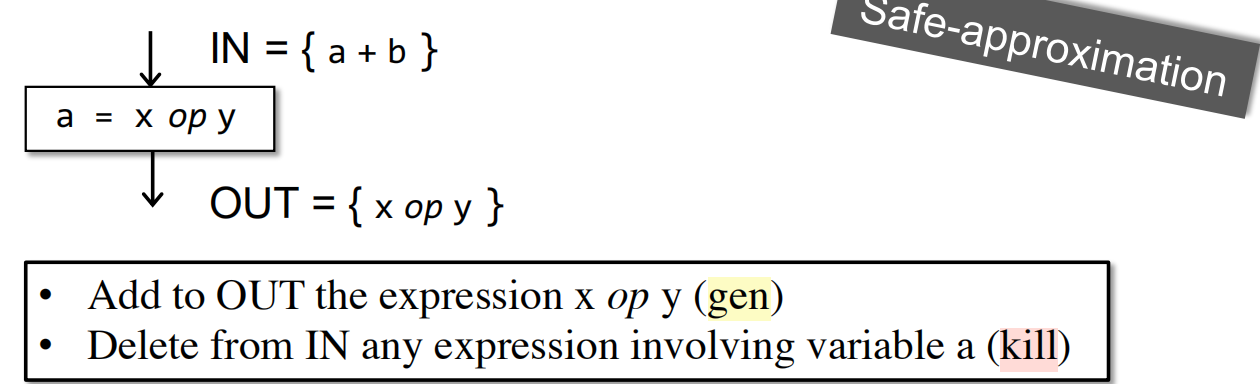 Safe-approximation
IN = { a + b }
a = x op y
OUT = { x op y }
• Add to OUT the expression x op y (gen)
• Delete from IN any expression involving variable a (kill)